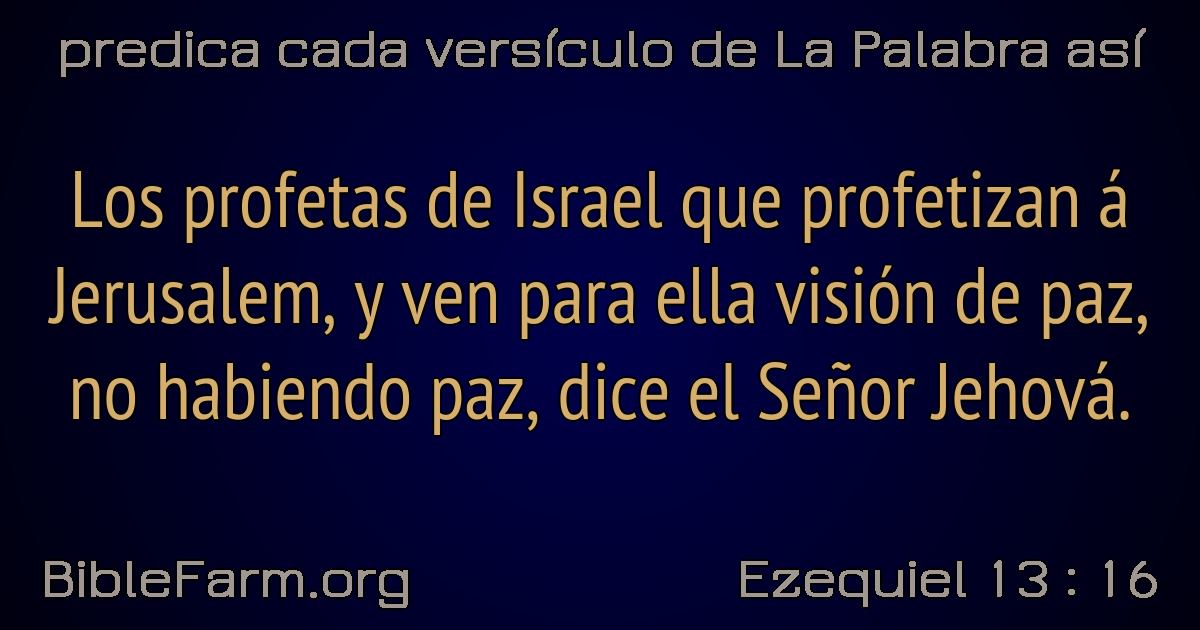 predica cada versículo de La Palabra así
Los profetas de Israel que profetizan á
Jerusalem, y ven para ella visión de paz,
no habiendo paz, dice el Señor Jehová.
BibleFarm.org
Ezequiel 13 : 16